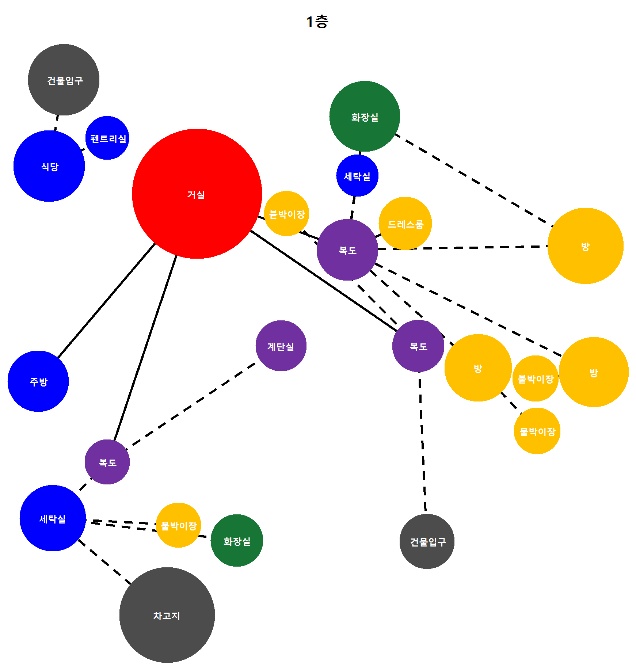 1층
건물입구
팬트리실
식당
화장실
세탁실
거실
붙박이장
드레스룸
복도
방
계단실
복도
방
붙박이장
방
주방
붙박이장
복도
세탁실
붙박이장
화장실
건물입구
차고지